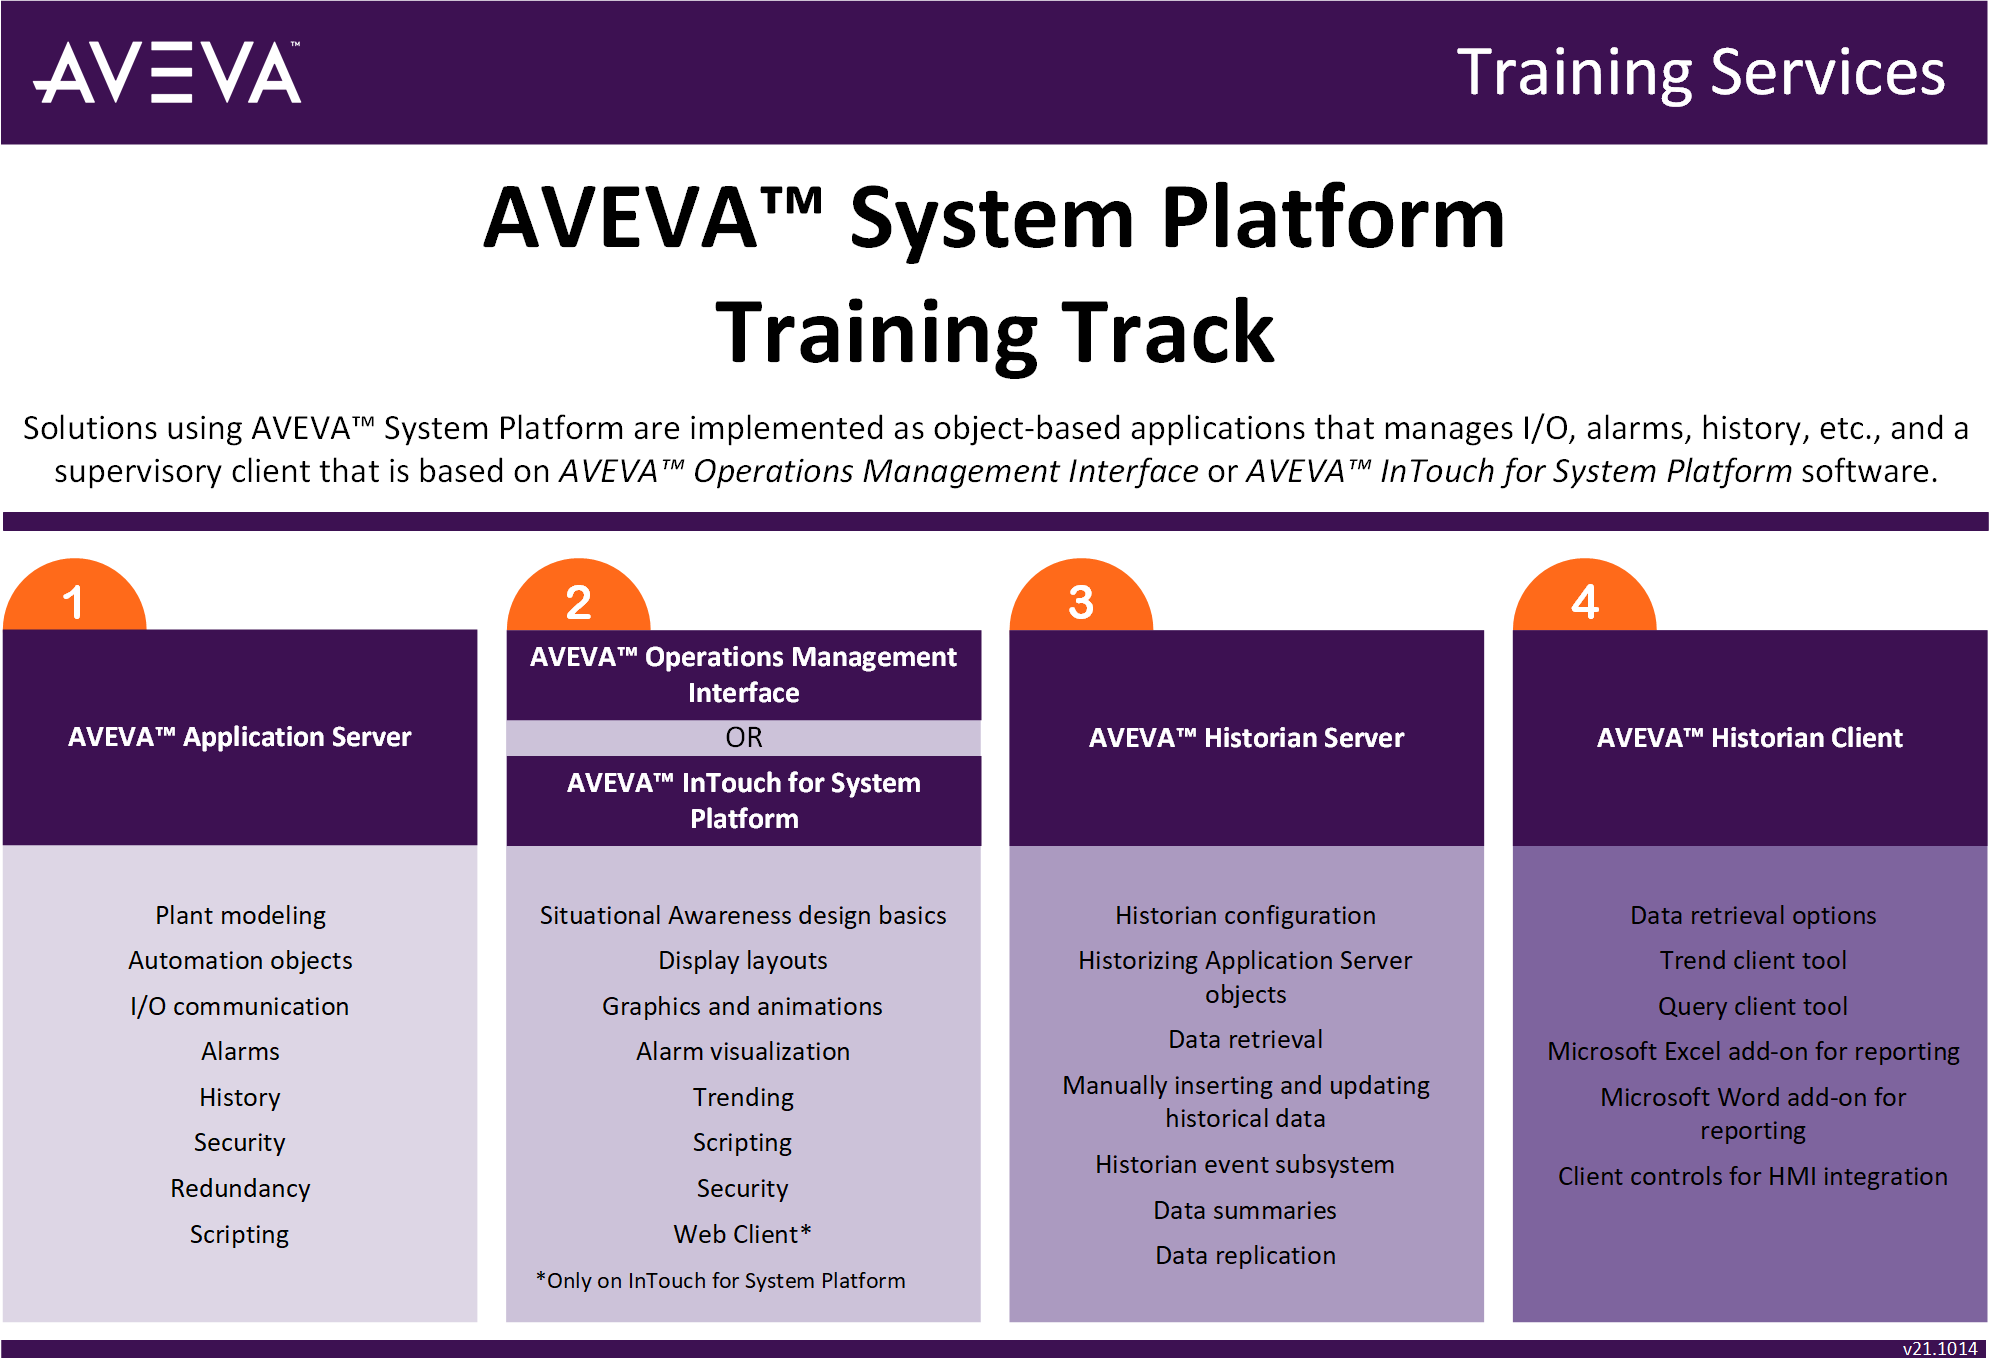 AVEVA™
Training Services
AVEVA™ System Platform
Training Track
Solutions using AVEVA™ System Platform are implemented as object-based applications that manages I/O, alarms, history, etc., and a
supervisory client that is based on AVEVA™ Operations Management Interface or AVEVA™ InTouch for System Platform software.
1
AVEVA™ Application Server
Plant modeling
Automation objects
I/O communication
Alarms
History
Security
Redundancy
Scripting
2
AVEVA™ Operations Management
Interface
OR
AVEVA™ InTouch for System
Platform
Situational Awareness design basics
Display layouts
Graphics and animations
Alarm visualization
Trending
Scripting
Security
Web Client*
*Only on InTouch for System Platform
3
AVEVA™ Historian Server
Historian configuration
Historizing Application Server
objects
Data retrieval
Manually inserting and updating
historical data
Historian event subsystem
Data summaries
Data replication
4
AVEVA™ Historian Client
Data retrieval options
Trend client tool
Query client tool
Microsoft Excel add-on for reporting
Microsoft Word add-on for
reporting
Client controls for HMI integration
v21.1014